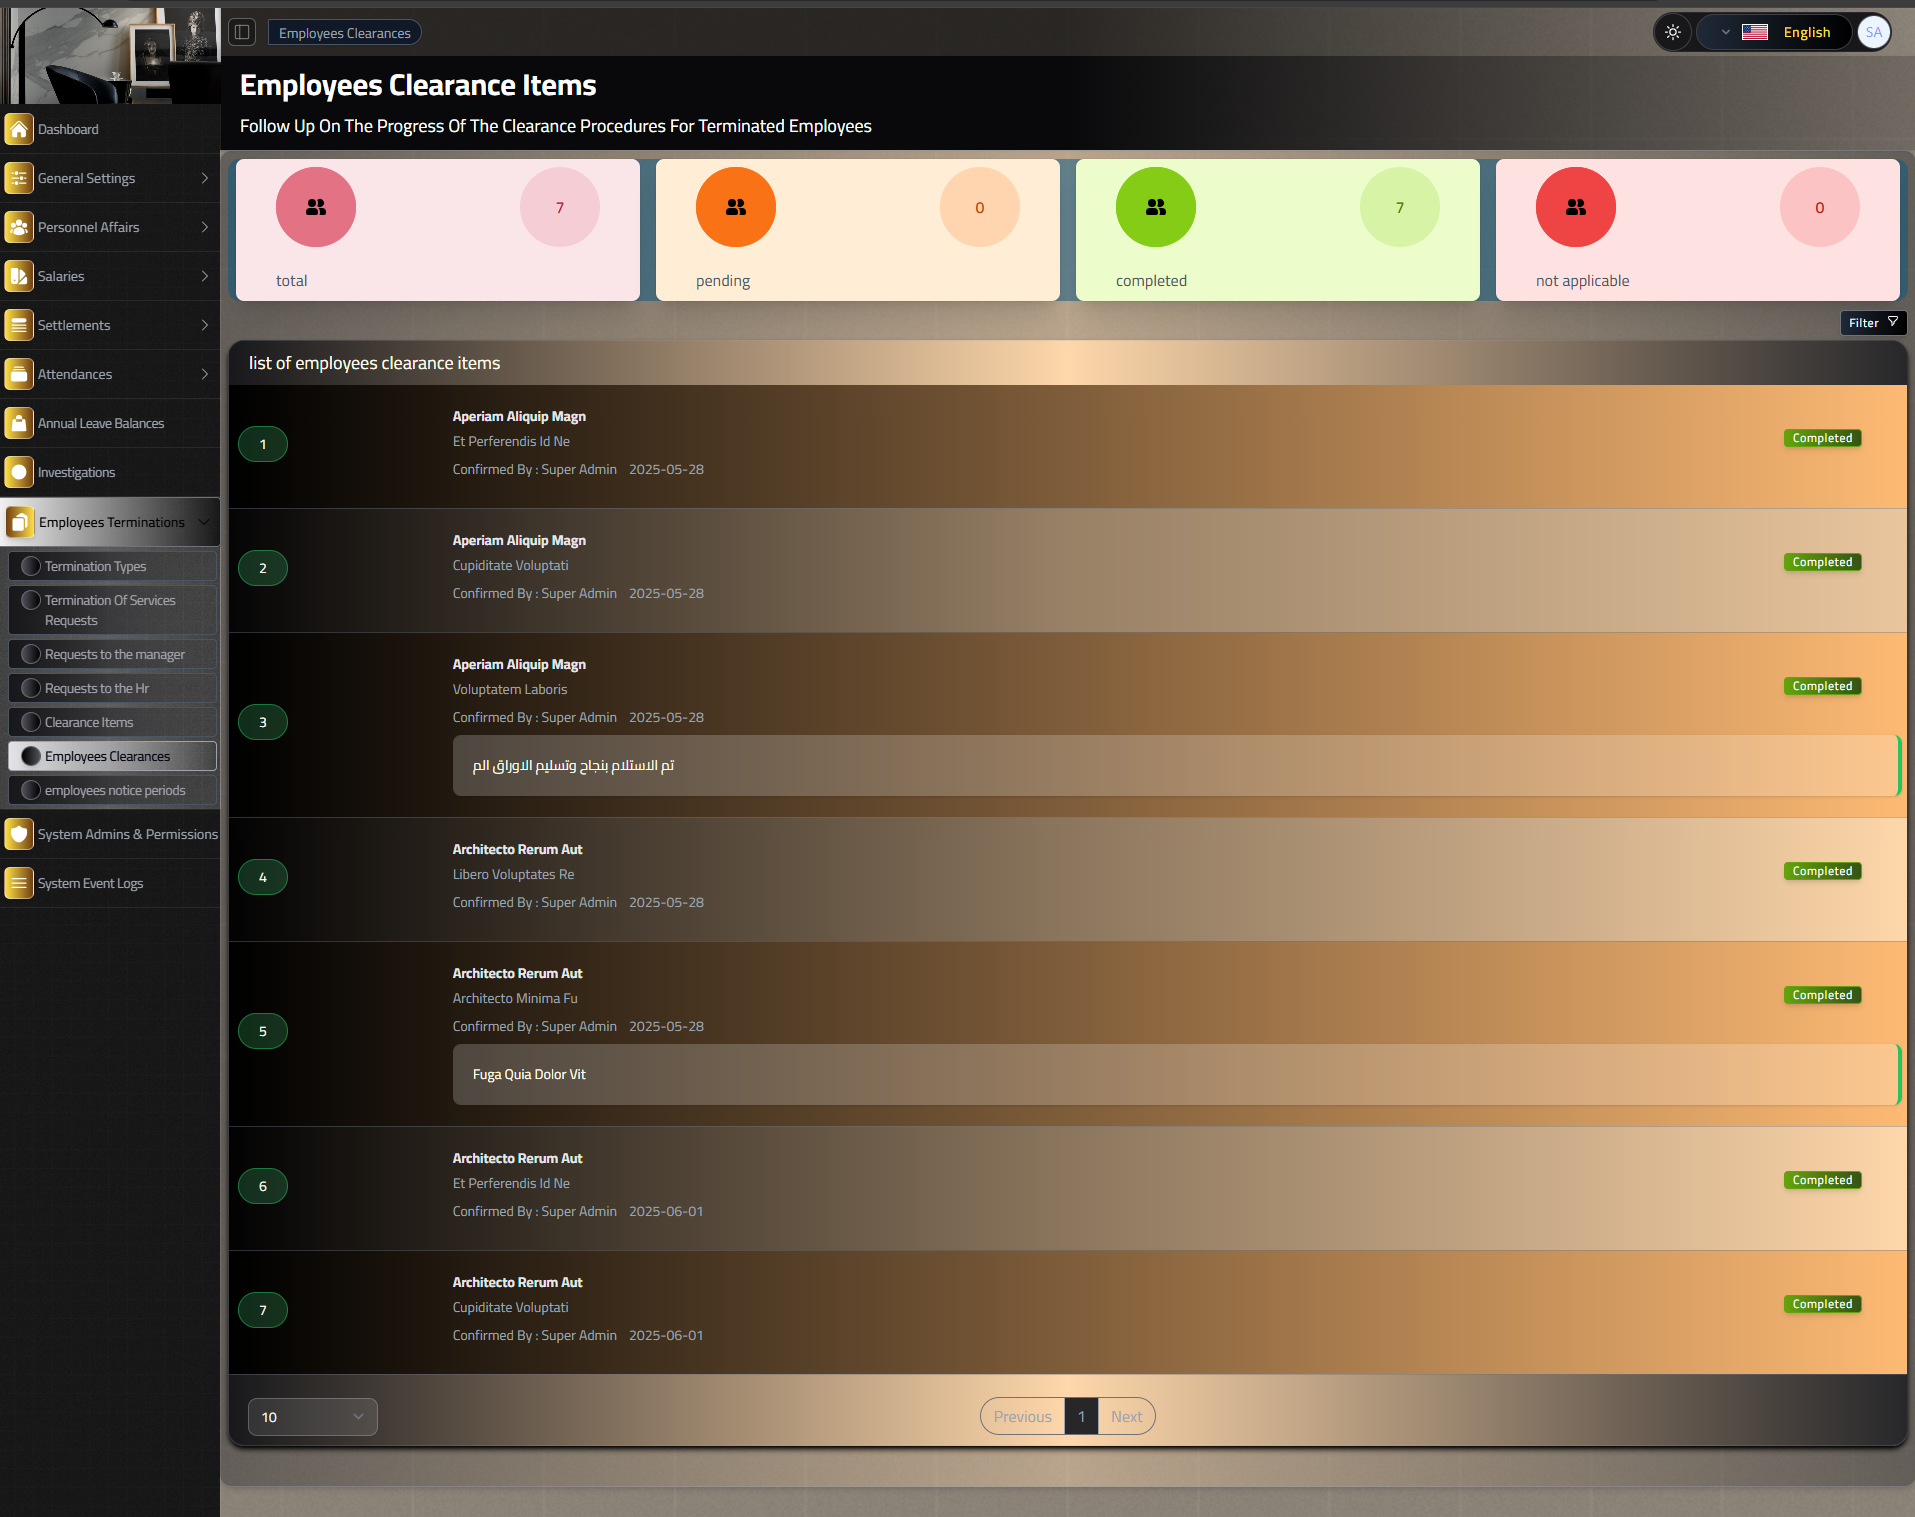 Employees Clearances
English
SA
Employees Clearance Items
Follow Up On The Progress Of The Clearance Procedures For Terminated Employees
Dashboard
General Settings
Personnel Affairs
Salaries
Settlements
Attendances
Annual Leave Balances
Investigations
Employees Terminations
Termination Types
Termination Of Services
Requests
Requests to the manager
Requests to the Hr
Clearance Items
Employees Clearances
employees notice periods
System Admins & Permissions
System Event Logs
7
total
0
pending
7
completed
0
not applicable
Filter
list of employees clearance items
1
Aperiam Aliquip Magn
Et Perferendis Id Ne
Confirmed By : Super Admin 2025-05-28
Completed
2
Aperiam Aliquip Magn
Cupiditate Voluptati
Confirmed By : Super Admin 2025-05-28
Completed
3
Aperiam Aliquip Magn
Voluptatem Laboris
Confirmed By : Super Admin 2025-05-28
Completed
تم الاستلام بنجاح وتسليم الاوراق الم
4
Architecto Rerum Aut
Libero Voluptates Re
Confirmed By : Super Admin 2025-05-28
Completed
5
Architecto Rerum Aut
Architecto Minima Fu
Confirmed By : Super Admin 2025-05-28
Completed
Fuga Quia Dolor Vit
6
Architecto Rerum Aut
Et Perferendis Id Ne
Confirmed By : Super Admin 2025-06-01
Completed
7
Architecto Rerum Aut
Cupiditate Voluptati
Confirmed By : Super Admin 2025-06-01
Completed
10
Previous 1 Next